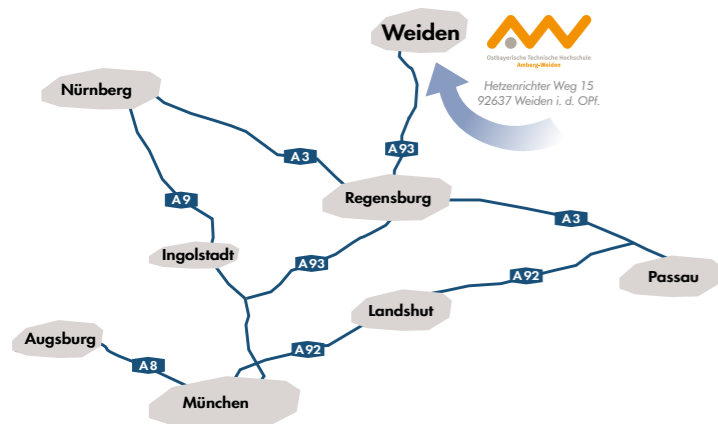 Weiden
Ostbayerische Technische Hochschule
Amberg-Weiden
Hetzenrichter Weg 15
92637 Weiden i. d. OPf.
Nürnberg
A3
A93
A9
Regensburg
A3
Ingolstadt
A93
A92
Passau
Landshut
Augsburg
A92
A8
München